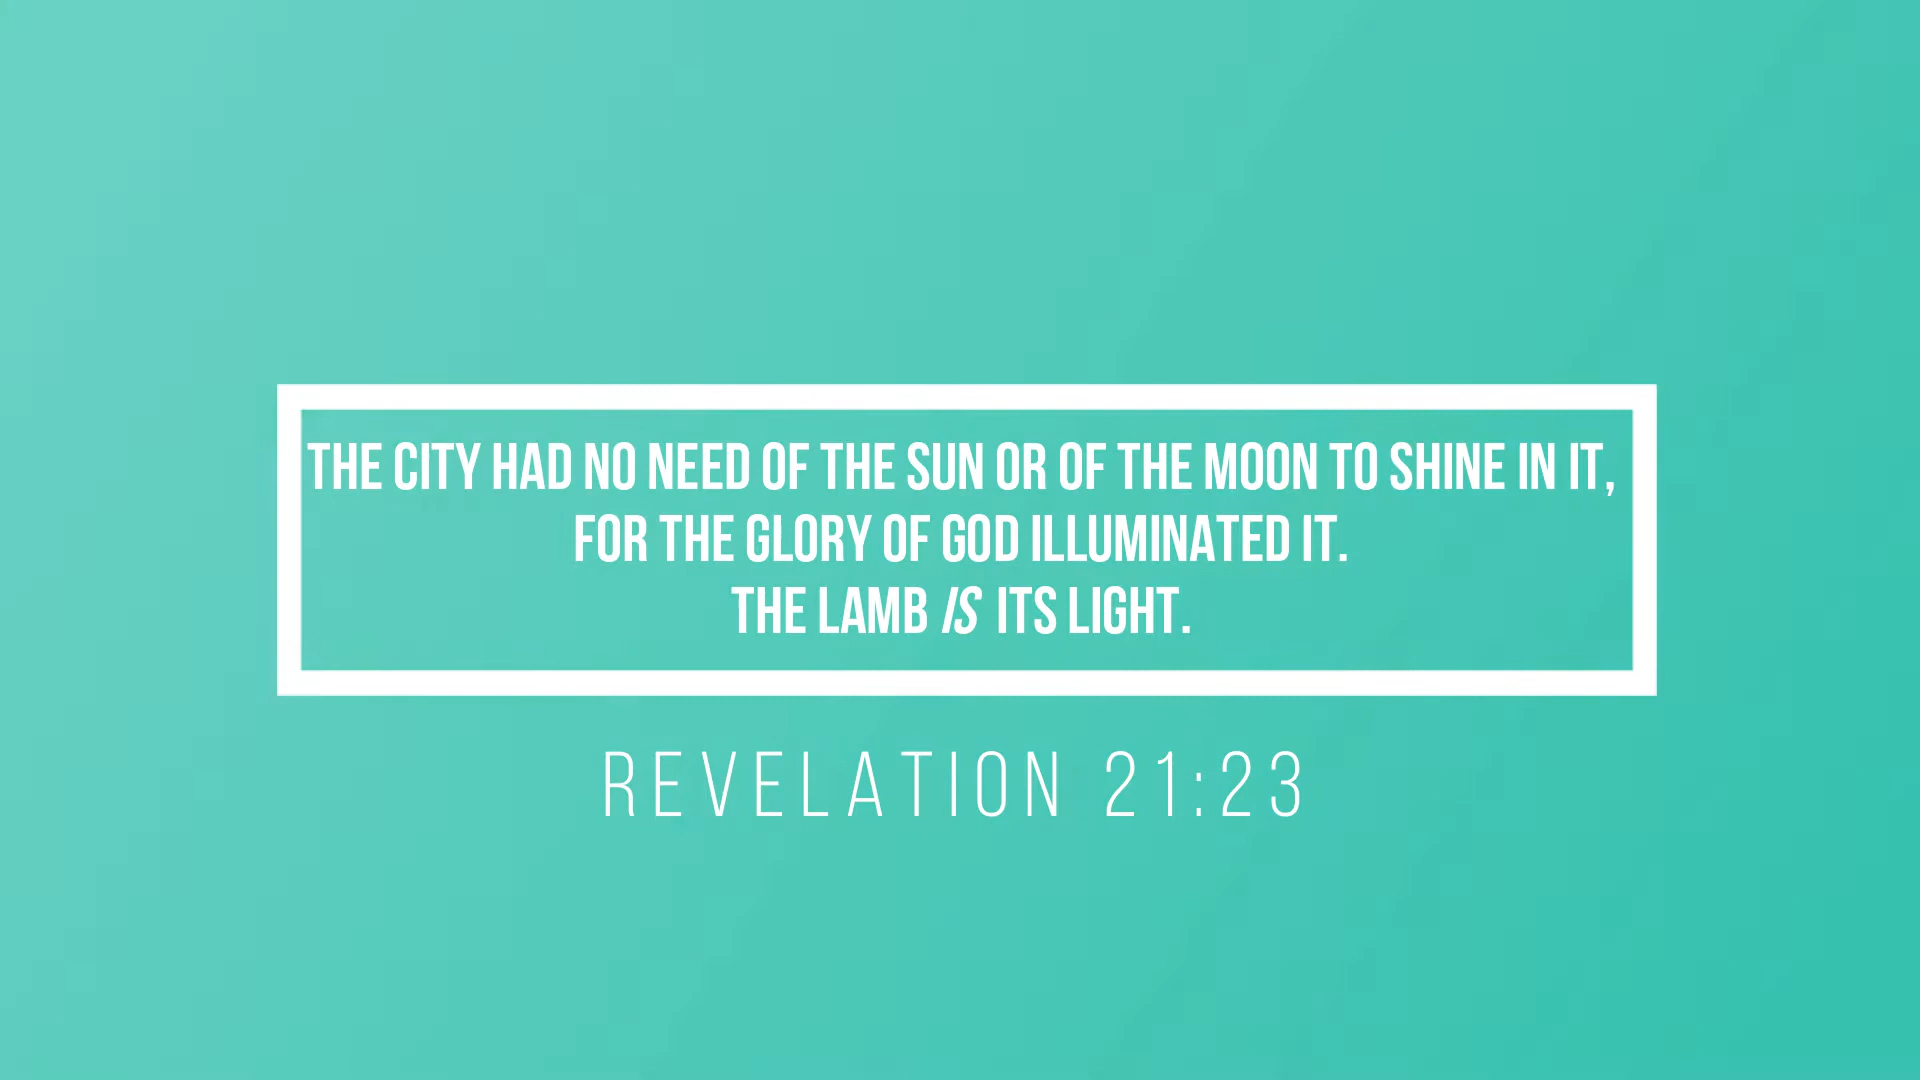 THE CITY HAD NO NEED OF THE SUN OR OF THE MOON TO SHINE IN IT,
FOR THE GLORY OF GOD ILLUMINATED IT.
THE LAMB IS ITS LIGHT.
REVELATION 21:23